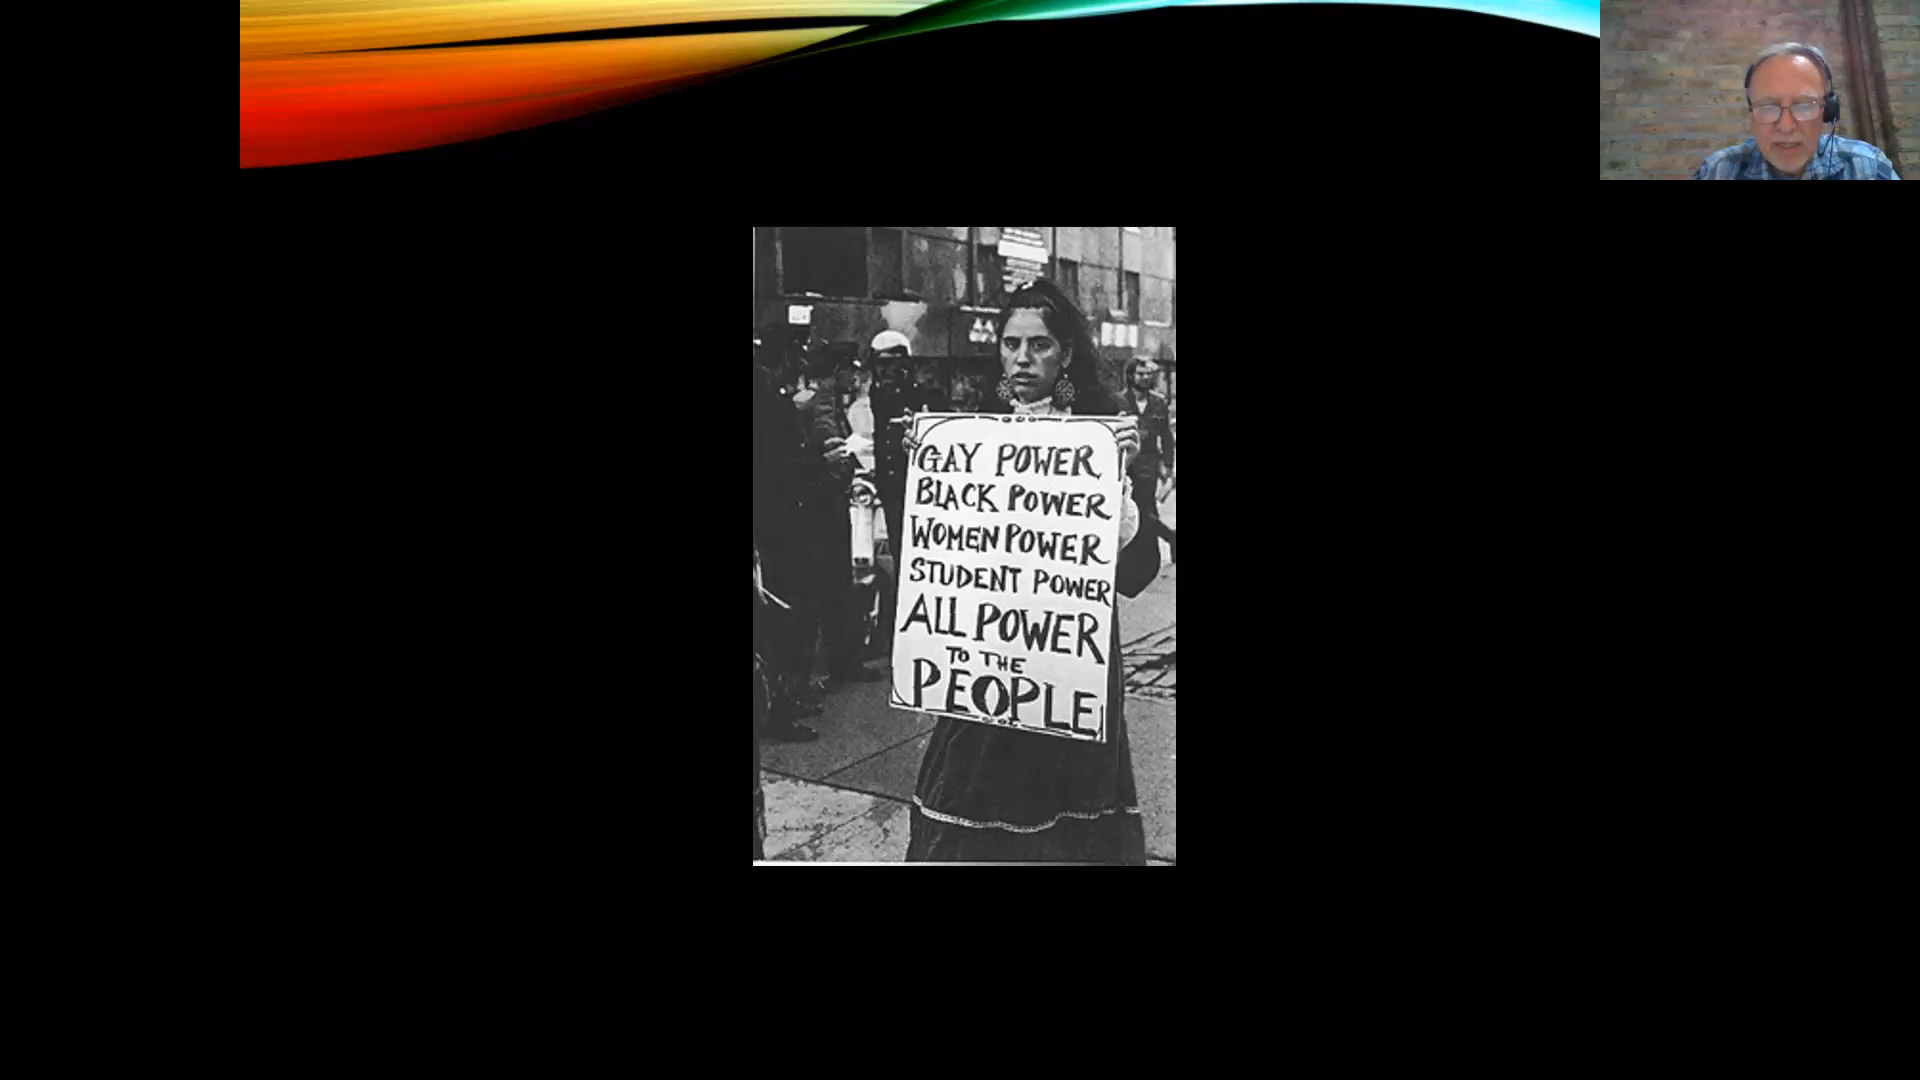 GAY POWER
BLACK POWER
WOMEN POWER
STUDENT POWER
ALL POWER
TO THE
PEOPLE